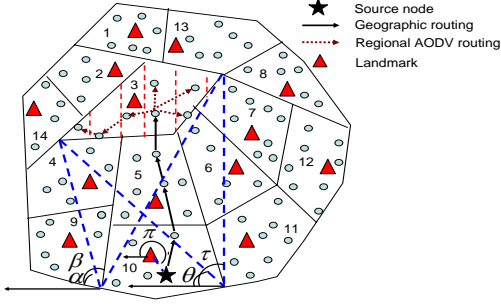 Source node
Geographic routing
Regional AODV routing
Landmark
1
13
2
3
8
7
14
4
5
6
12
9
10
11
π
β
α
θ
τ